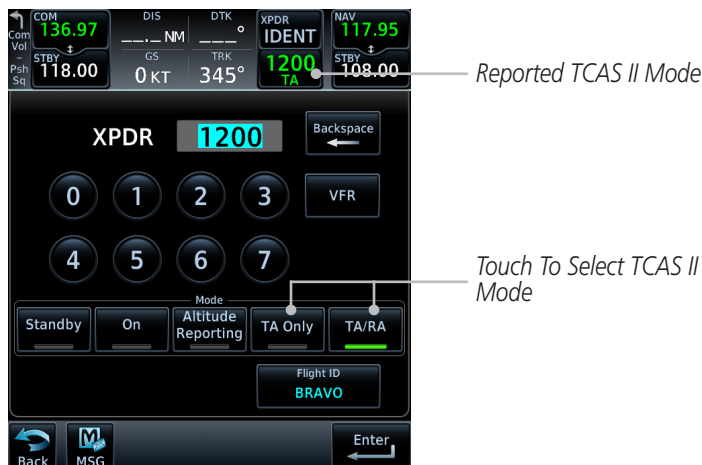 COM
136.97
DIS
__._ NM
DTK
___°
XPDR
IDENT
NAV
117.95
Com
Vol
–
Psh
Sq
STBY
118.00
GS
0 KT
TRK
345°
1200
TA
STBY
108.00
Reported TCAS II Mode
XPDR
1200
Backspace
0
1
2
3
VFR
4
5
6
7
Touch To Select TCAS II
Mode
Mode
Standby
On
Altitude
Reporting
TA Only
TA/RA
Flight ID
BRAVO
Back
MSG
Enter